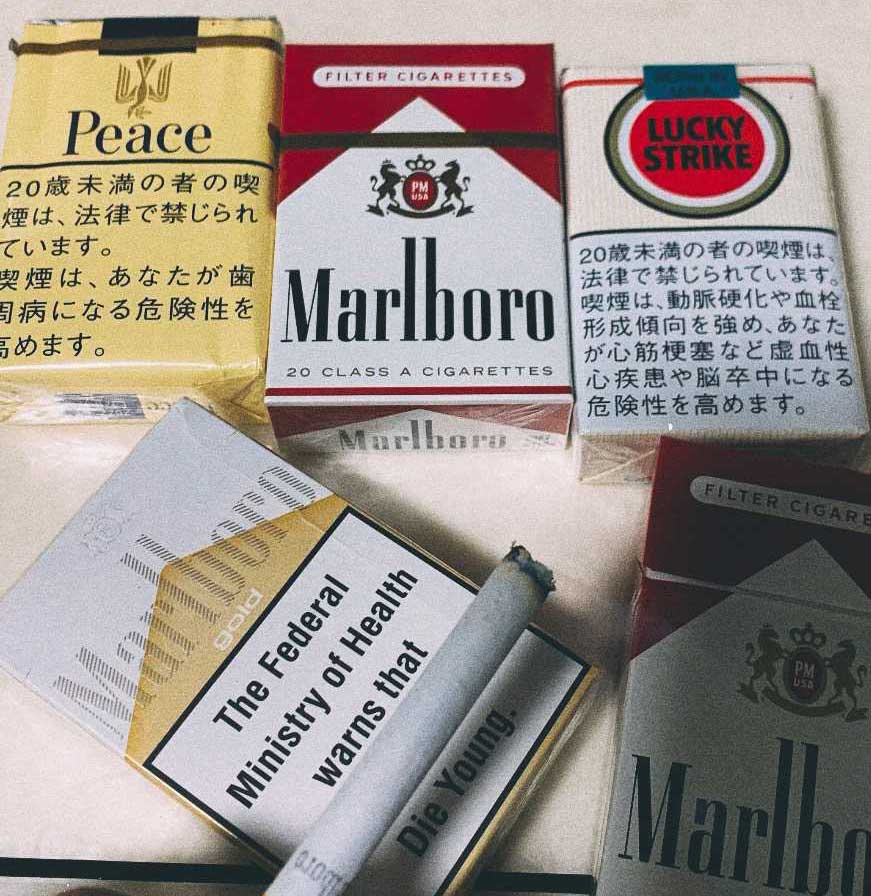 Peace
20歳未満の者の喫
煙は、法律で禁じられ
ています。
喫煙は、あなたが歯
周病になる危険性を
高めます。
FILTER CIGARETTES
PM
USA
Marlboro
20 CLASS A CIGARETTES
Marlboro
LUCKY
STRIKE
20歳未満の者の喫煙は、
法律で禁じられています。
喫煙は、動脈硬化や血栓
形成傾向を強め、あなた
が心筋梗塞など虚血性
心疾患や脳卒中になる
危険性を高めます。
Marlboro
gold
The Federal
Ministry of Health
warns that
Die Young.
lboro
FILTER CIGARE
PM
USA
Marlbo